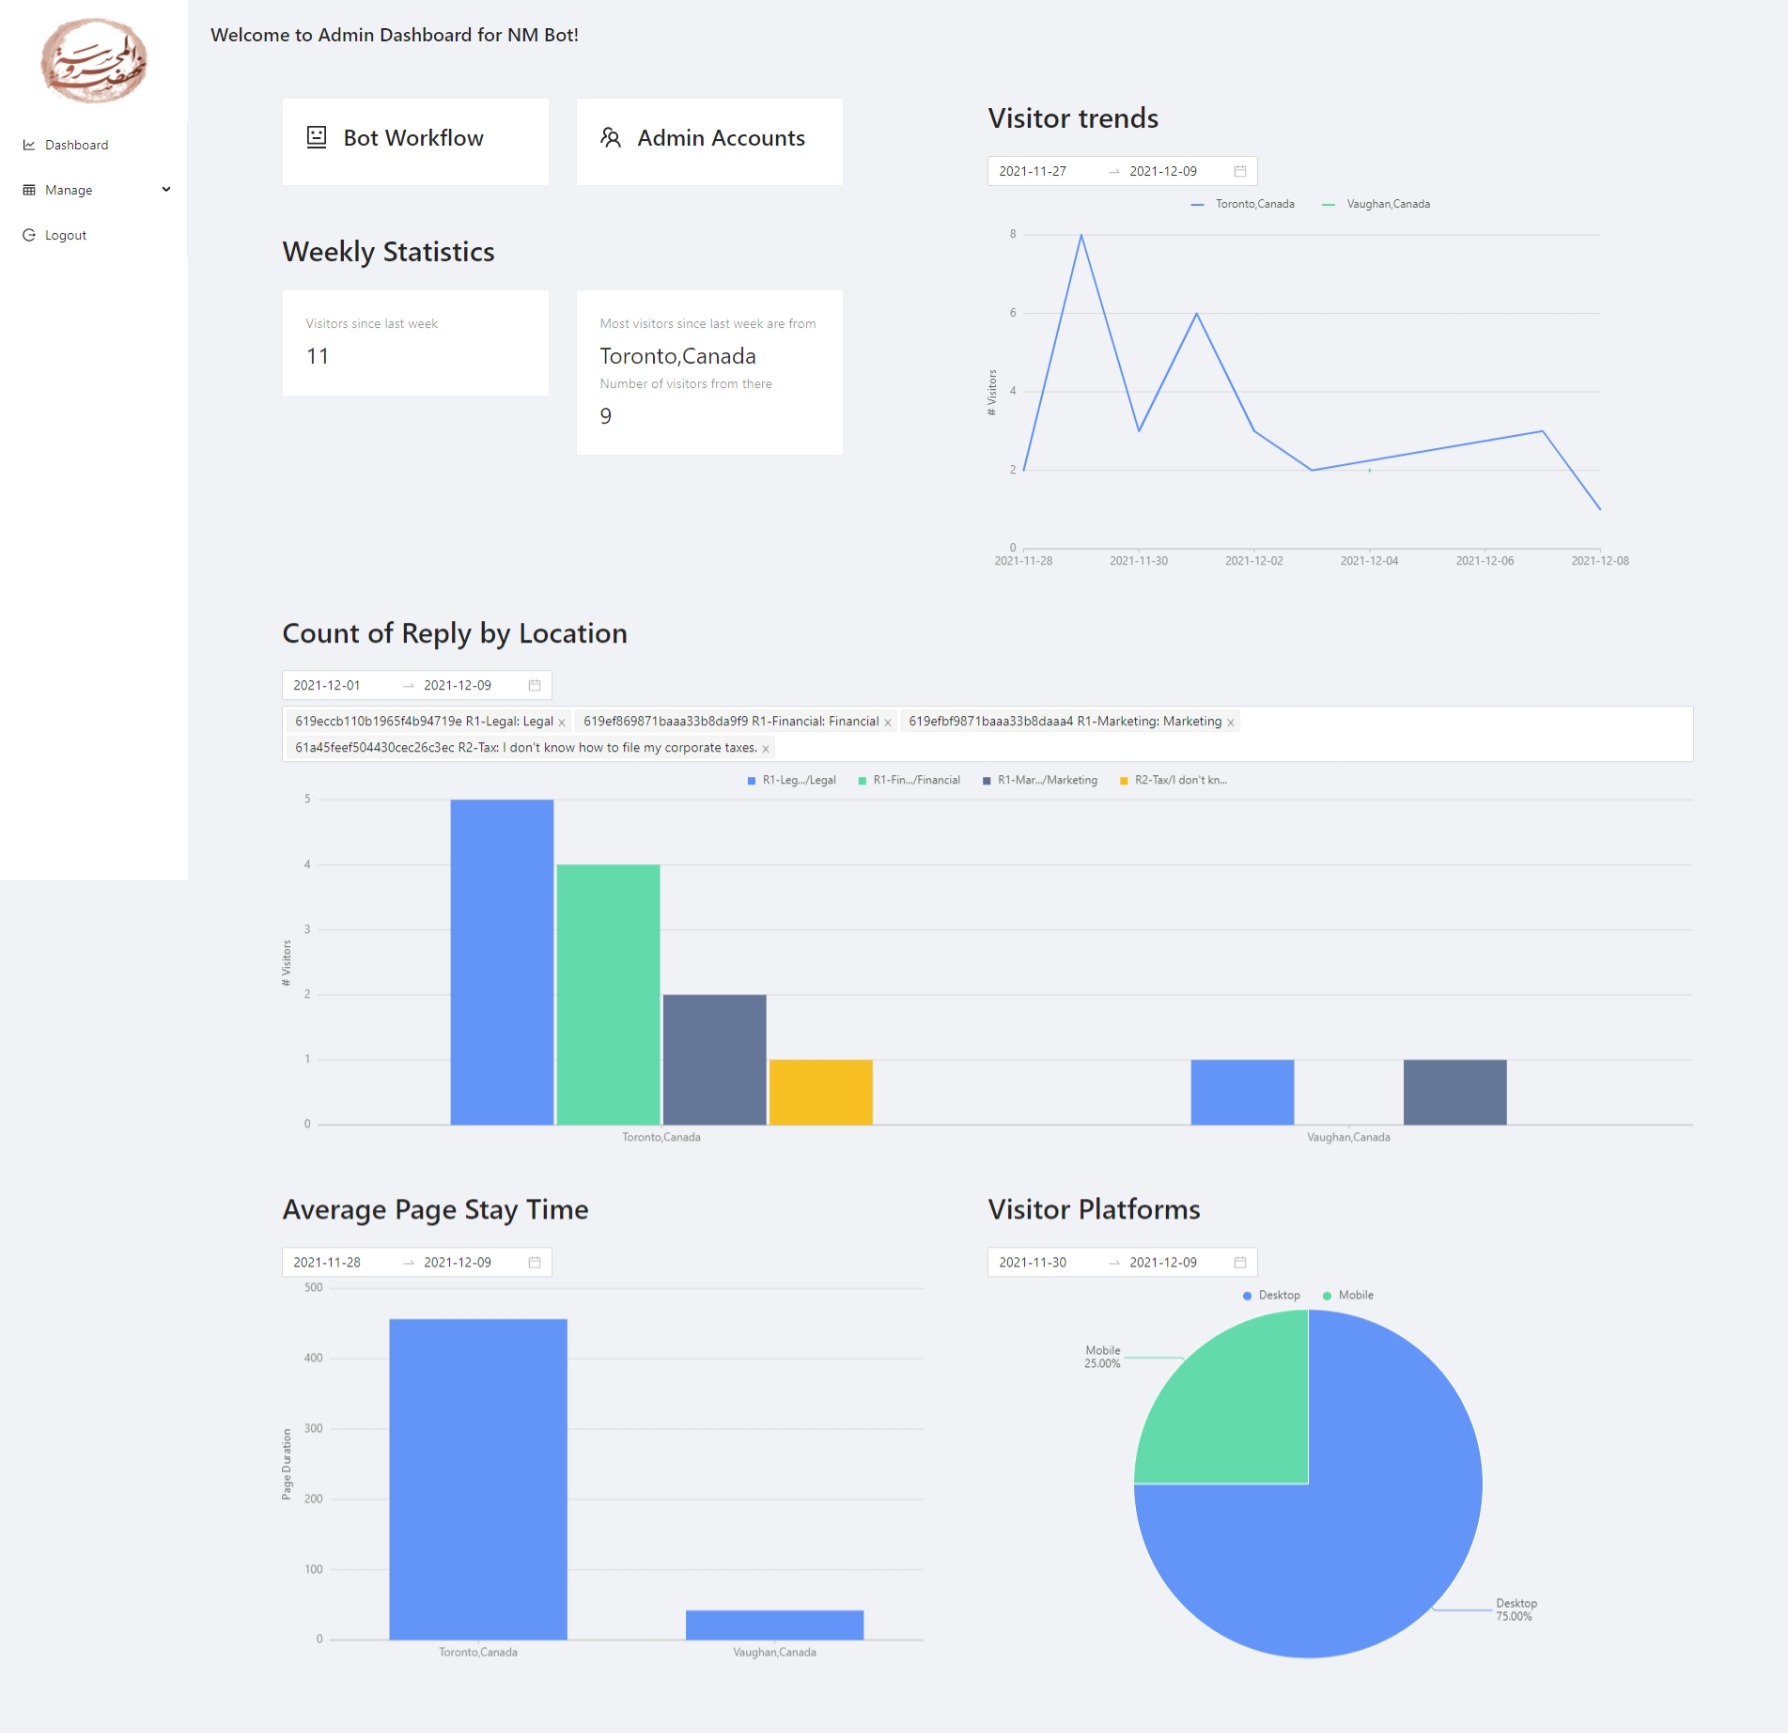 نهضة المحروسة
Welcome to Admin Dashboard for NM Bot!
Dashboard
Manage
Logout
Bot Workflow
Admin Accounts
Weekly Statistics
Visitors since last week
11
Most visitors since last week are from
Toronto,Canada
Number of visitors from there
9
Visitor trends
2021-11-27 → 2021-12-09
Toronto,Canada Vaughan,Canada
# Visitors
8
6
4
2
0
2021-11-28 2021-11-30 2021-12-02 2021-12-04 2021-12-06 2021-12-08
Count of Reply by Location
2021-12-01 → 2021-12-09
619eccb110b1965f4b94719e R1-Legal: Legal × 619ef869871baaa33b8da9f9 R1-Financial: Financial × 619efbf9871baaa33b8daaa4 R1-Marketing: Marketing ×
61a45feef504430cec26c3ec R2-Tax: I don't know how to file my corporate taxes. ×
R1-Leg.../Legal R1-Fin.../Financial R1-Mar.../Marketing R2-Tax/I don't kn...
# Visitors
5
4
3
2
1
0
Toronto,Canada Vaughan,Canada
Average Page Stay Time
2021-11-28 → 2021-12-09
Page Duration
500
400
300
200
100
0
Toronto,Canada Vaughan,Canada
Visitor Platforms
2021-11-30 → 2021-12-09
Desktop Mobile
Mobile
25.00%
Desktop
75.00%